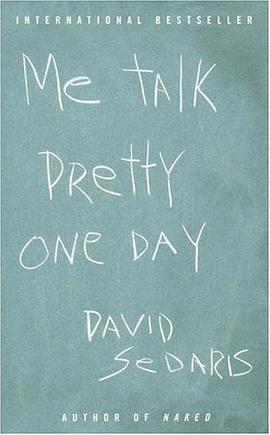 INTERNATIONAL BESTSELLER
Me TALK
PReTTY
ONE DAY
DAVID
SeDARIS
AUTHOR OF NAKED